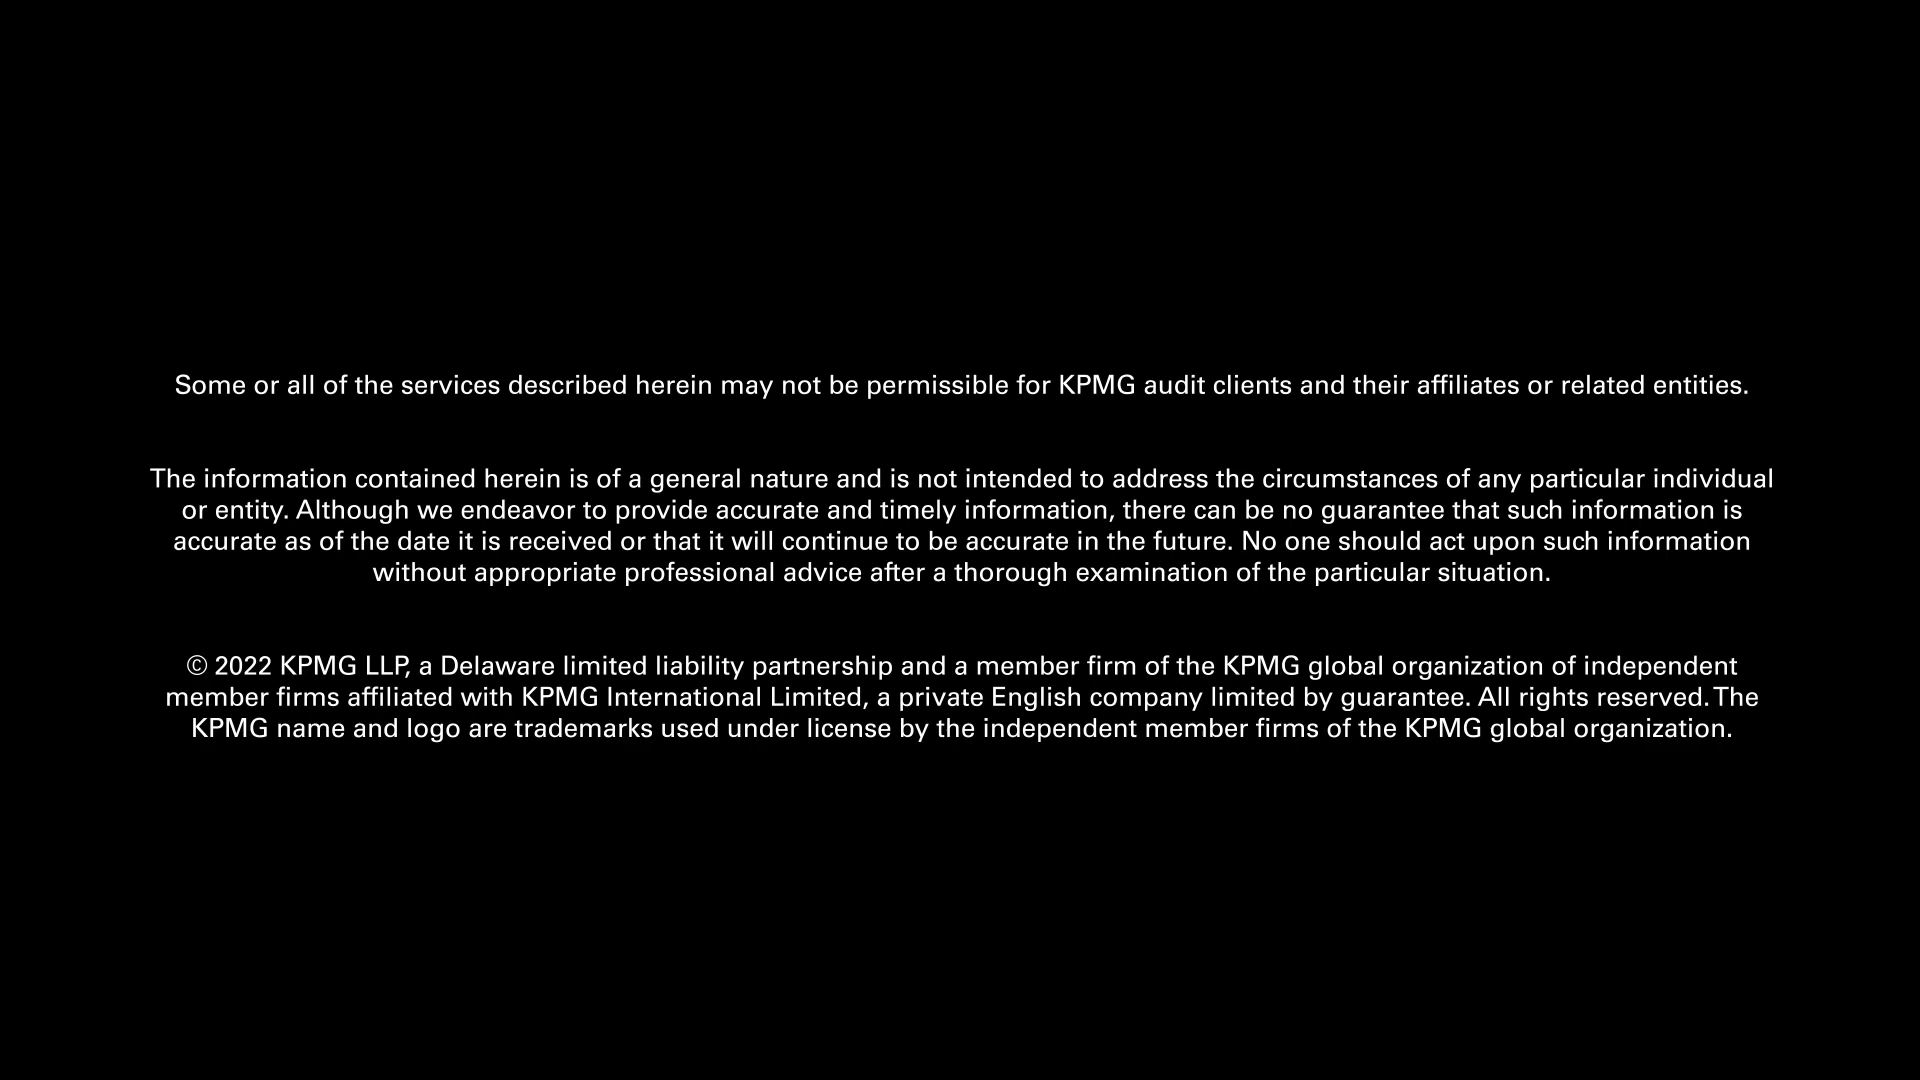 Some or all of the services described herein may not be permissible for KPMG audit clients and their affiliates or related entities.
The information contained herein is of a general nature and is not intended to address the circumstances of any particular individual
or entity. Although we endeavor to provide accurate and timely information, there can be no guarantee that such information is
accurate as of the date it is received or that it will continue to be accurate in the future. No one should act upon such information
without appropriate professional advice after a thorough examination of the particular situation.
© 2022 KPMG LLP, a Delaware limited liability partnership and a member firm of the KPMG global organization of independent
member firms affiliated with KPMG International Limited, a private English company limited by guarantee. All rights reserved. The
KPMG name and logo are trademarks used under license by the independent member firms of the KPMG global organization.